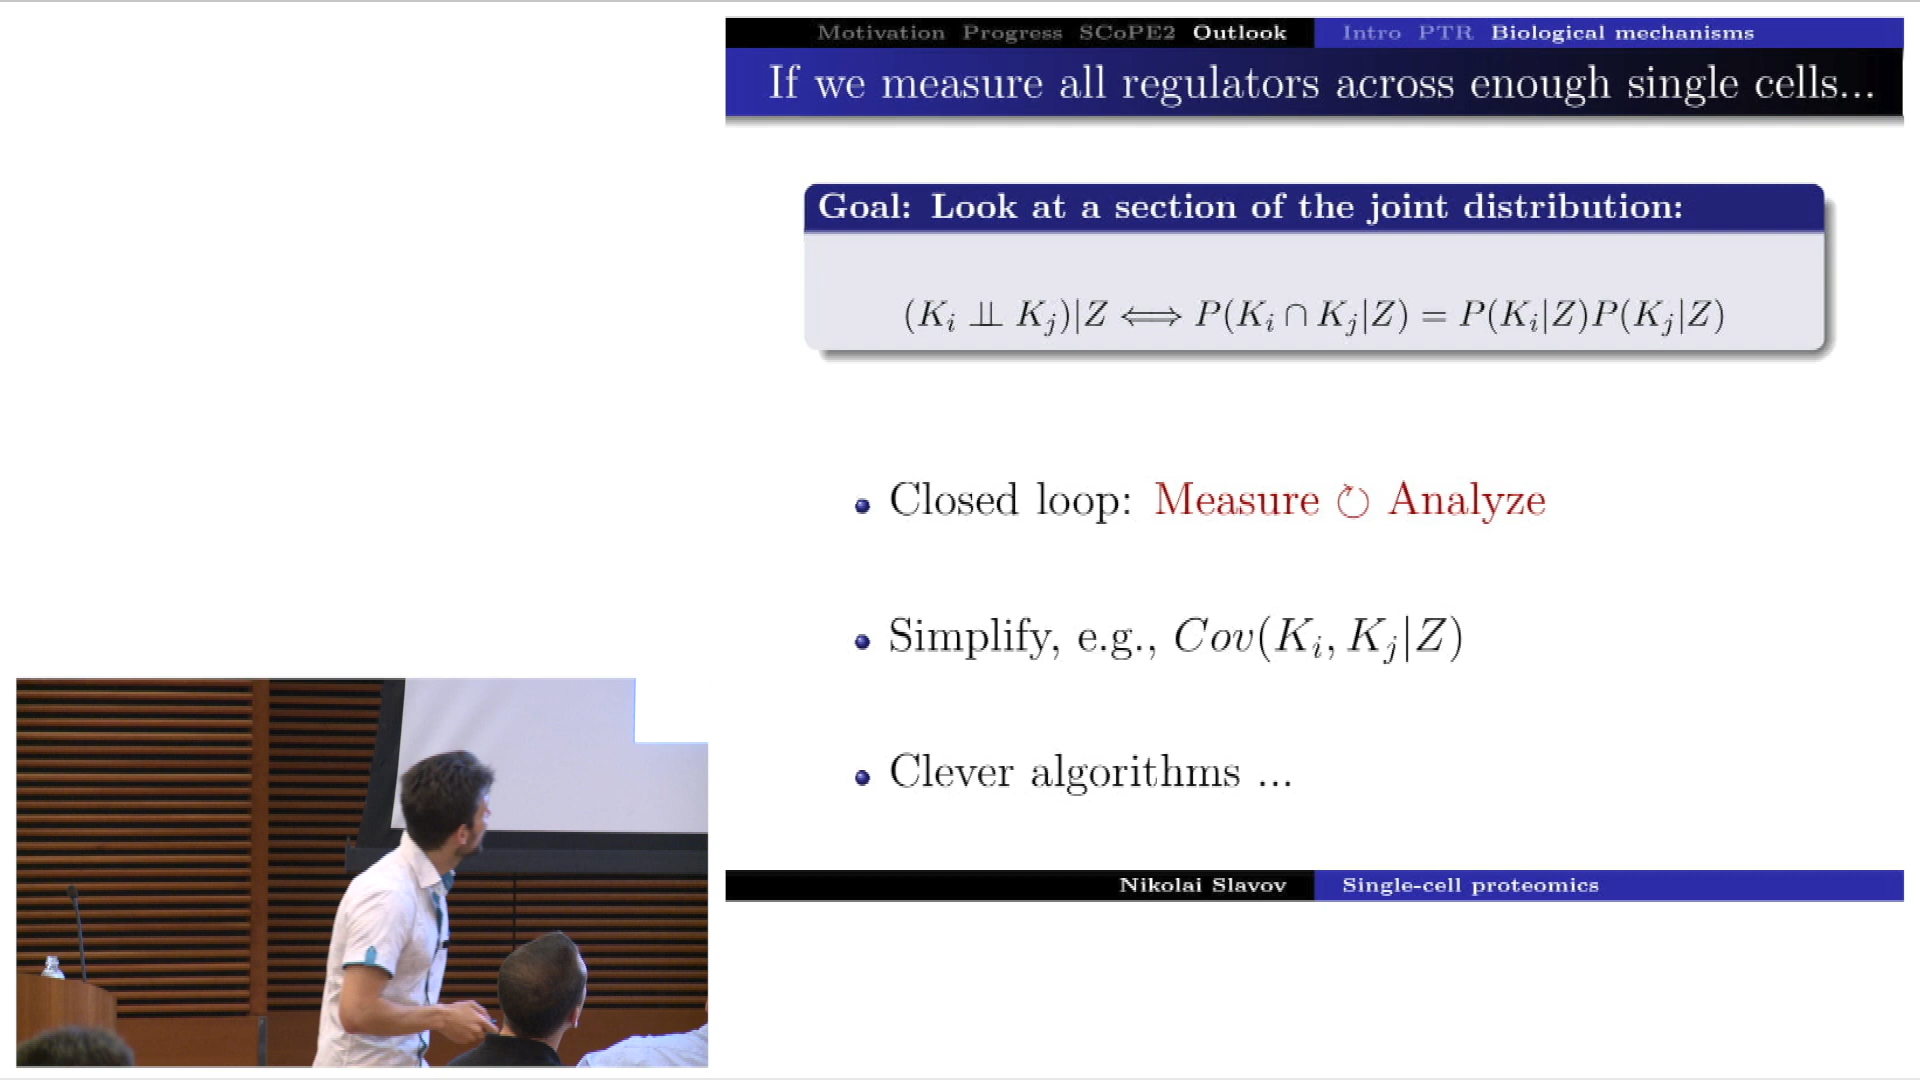 Motivation Progress SCoPE2 Outlook Intro PTR Biological mechanisms
If we measure all regulators across enough single cells...
Goal: Look at a section of the joint distribution:
(K_i ⫫ K_j)|Z ⟺ P(K_i ∩ K_j|Z) = P(K_i|Z)P(K_j|Z)
Closed loop: Measure ↻ Analyze
Simplify, e.g., Cov(K_i, K_j|Z)
Clever algorithms ...
Nikolai Slavov Single-cell proteomics